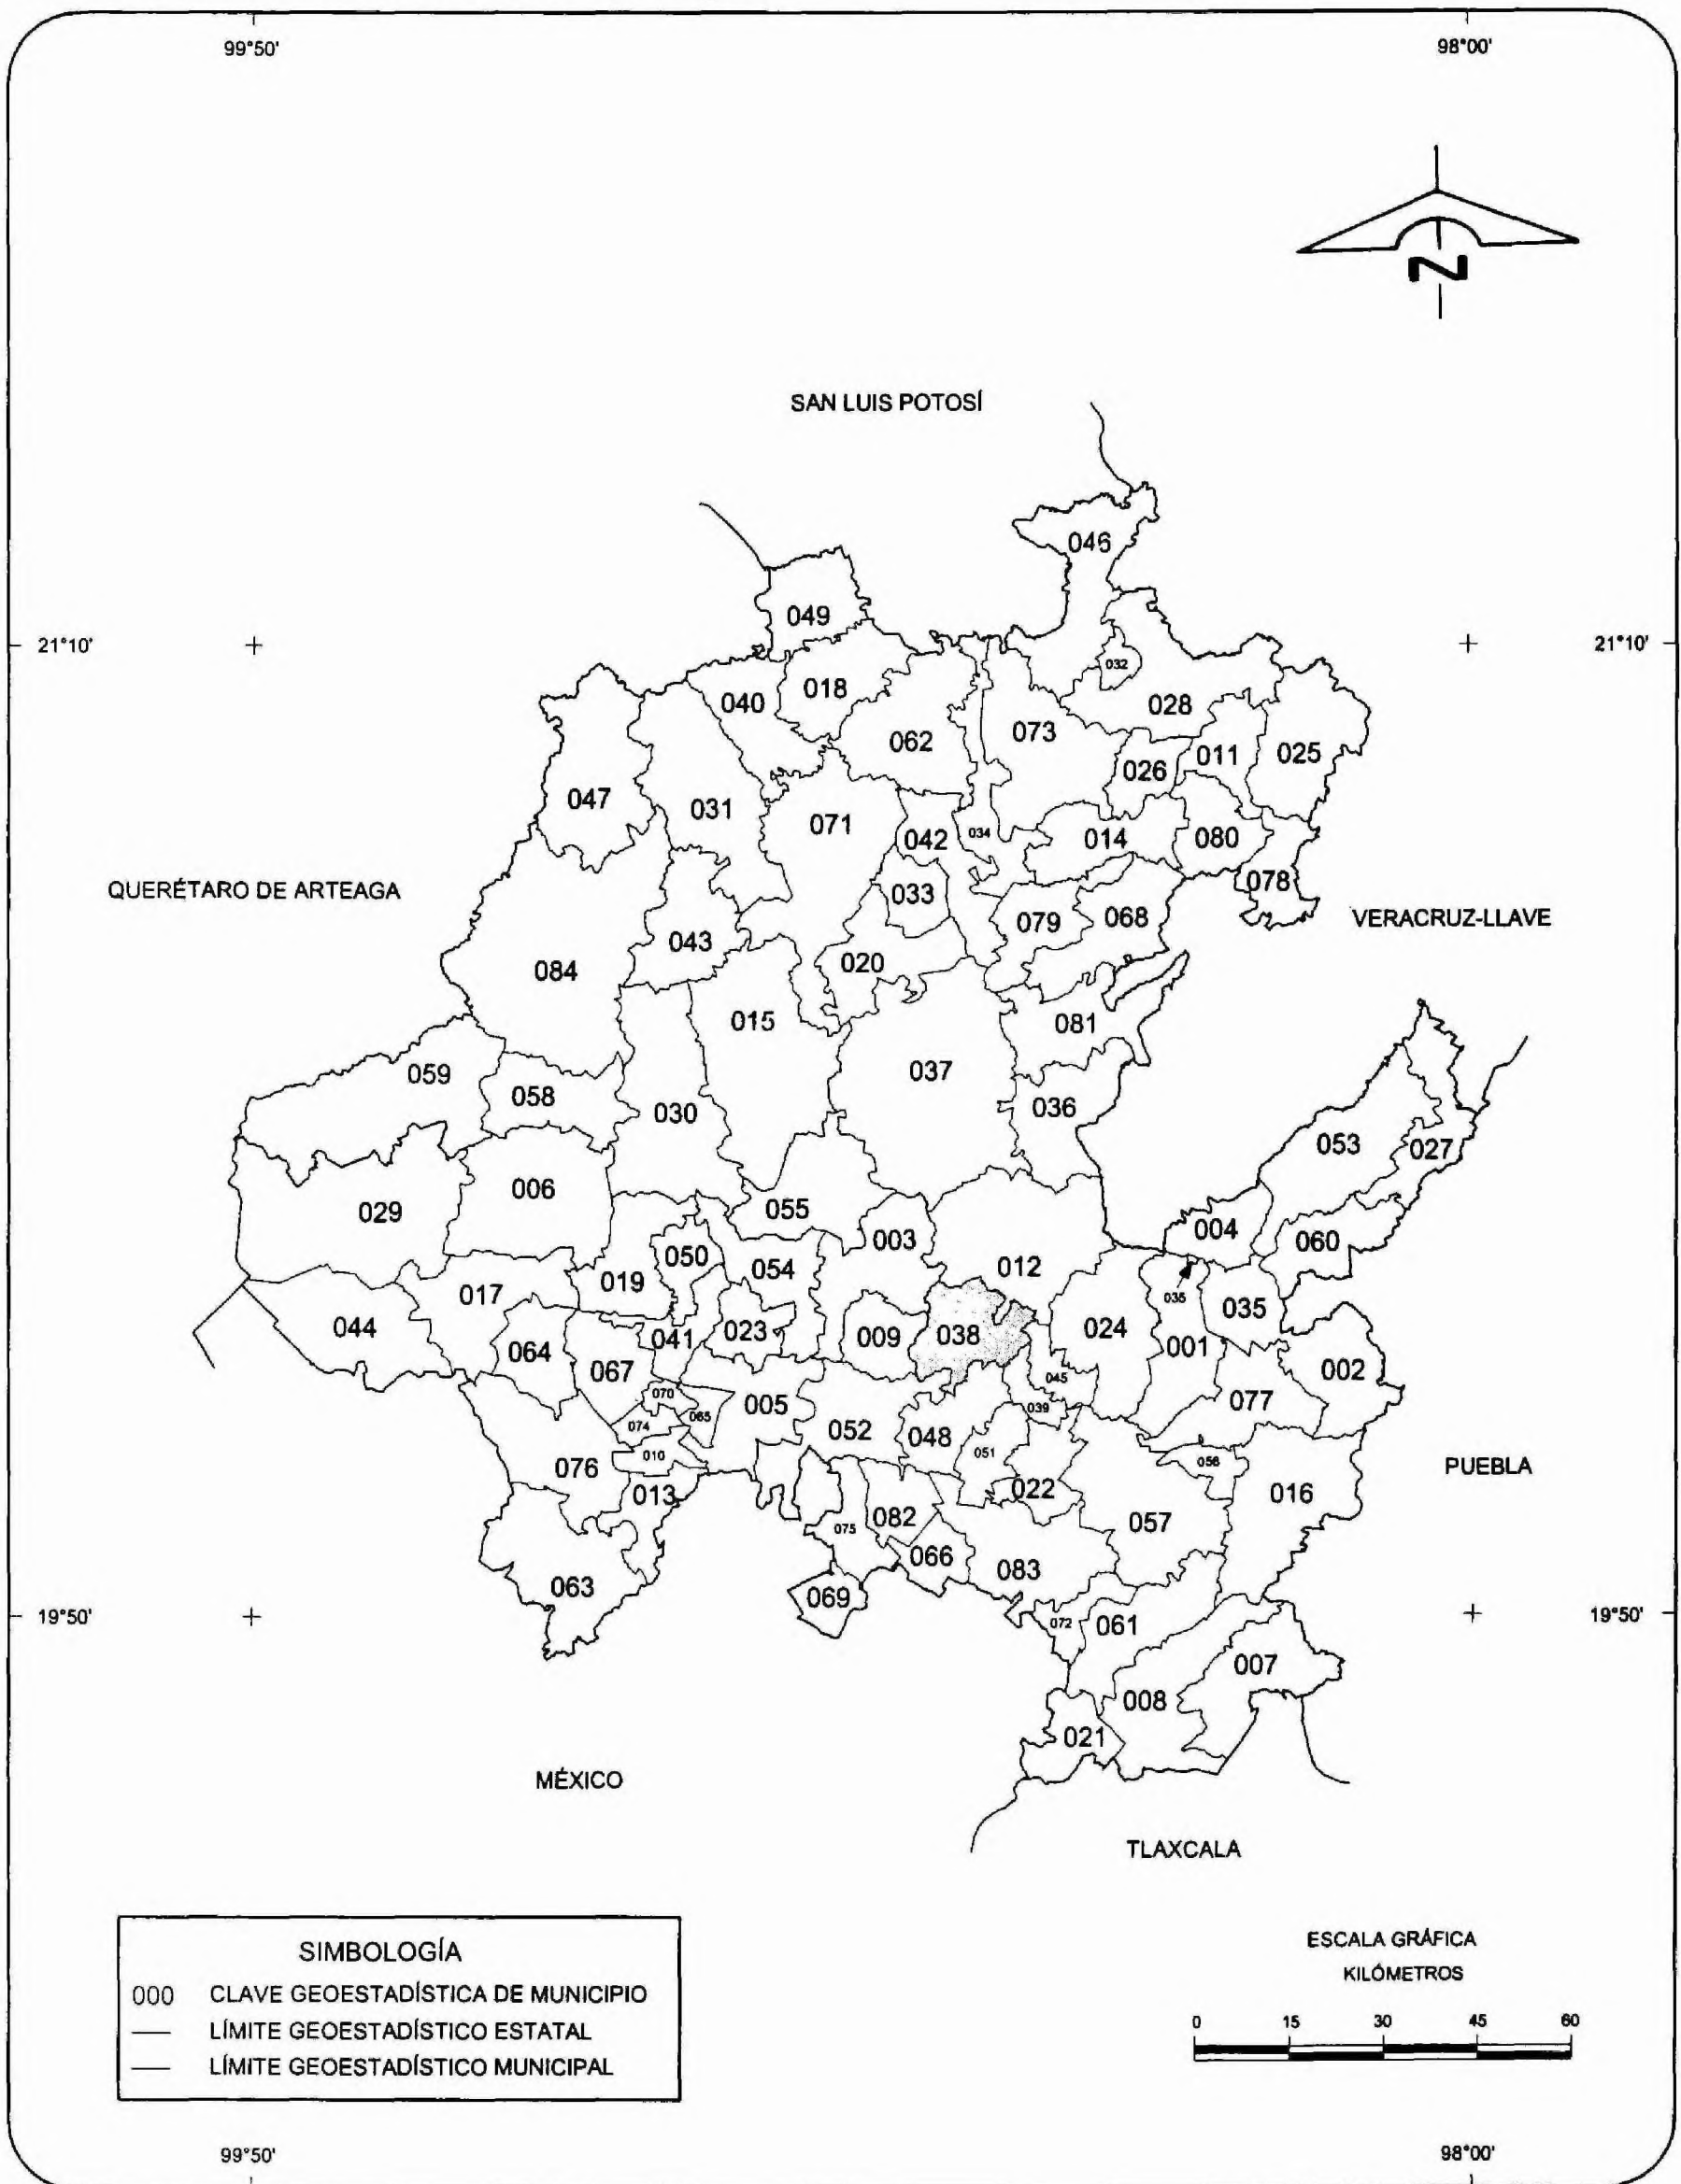 99°50' 98°00'
N
SAN LUIS POTOSÍ
046
049
21°10' 21°10'
032
018
040 028
062 073
011 025
026
047 031
071 042 034 014 080
078
QUERÉTARO DE ARTEAGA 033
079 068 VERACRUZ-LLAVE
043
020
084
015 081
037
059
058 030 036
053 027
006
029 055
004
003 060
050
054 012
019
017 036 035
044 023 009 038 024
041 001
064
067 045 002
070 077
005 039
065
074 052 048
051
010 056 PUEBLA
076
013 022 016
082
075 057
066
083
063
069
19°50' 19°50'
072 061
007
008
021
MÉXICO
TLAXCALA
SIMBOLOGÍA
000 CLAVE GEOESTADÍSTICA DE MUNICIPIO
LÍMITE GEOESTADÍSTICO ESTATAL
LÍMITE GEOESTADÍSTICO MUNICIPAL
ESCALA GRÁFICA
KILÓMETROS
0 15 30 45 60
99°50' 98°00'